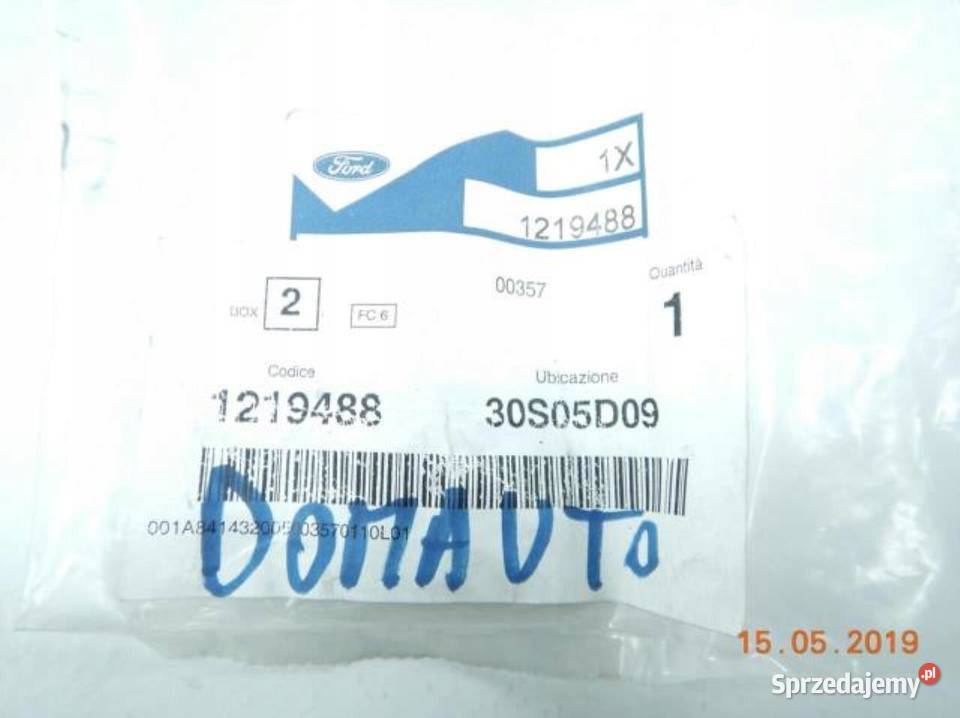 Ford
1X
1219488
BOX 2
FC 6
00357
Quantità
1
Codice
Ubicazione
1219488
30S05D09
DOMAUTO
15.05.2019
Sprzedajemy.pl